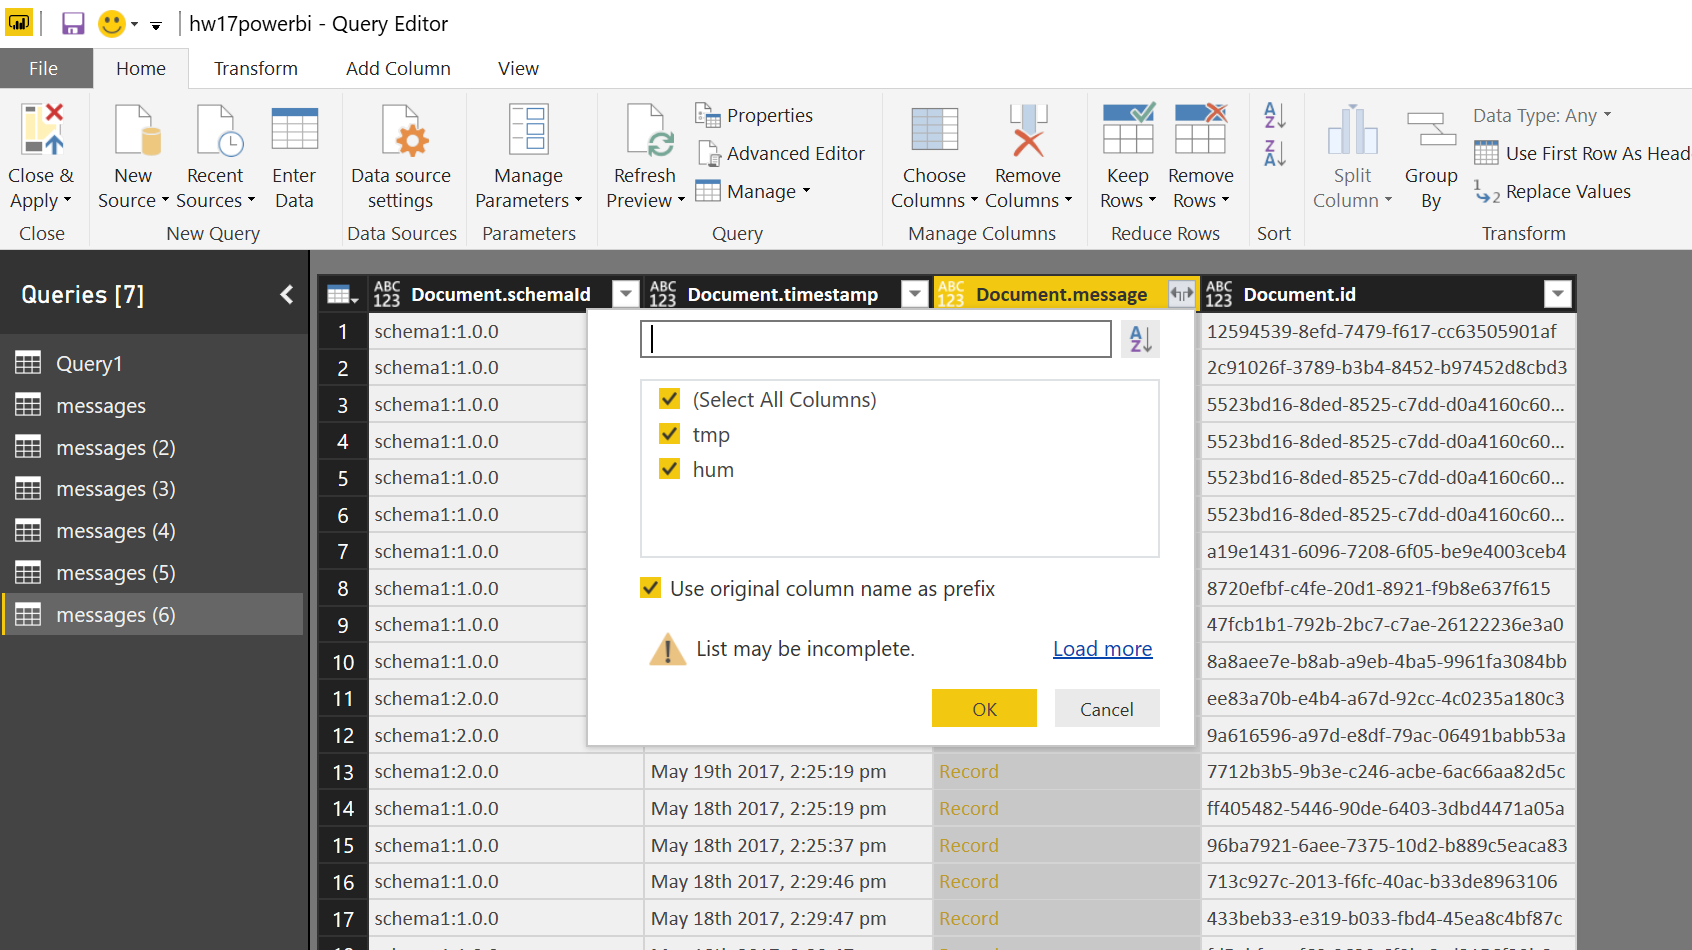 hw17powerbi - Query Editor
File Home Transform Add Column View
Close & Apply
New Source
Recent Sources
Enter Data
Data source settings
Manage Parameters
Refresh Preview
Properties
Advanced Editor
Manage
Choose Columns
Remove Columns
Keep Rows
Remove Rows
A Z
Z A
Split Column
Group By
Data Type: Any
Use First Row As Head
1 2 Replace Values
Close New Query Data Sources Parameters Query Manage Columns Reduce Rows Sort Transform
Queries [7]
Query1
messages
messages (2)
messages (3)
messages (4)
messages (5)
messages (6)
ABC 123 Document.schemaId ABC 123 Document.timestamp ABC 123 Document.message ABC 123 Document.id
1 schema1:1.0.0 12594539-8efd-7479-f617-cc63505901af
2 schema1:1.0.0 2c91026f-3789-b3b4-8452-b97452d8cbd3
3 schema1:1.0.0 5523bd16-8ded-8525-c7dd-d0a4160c60...
4 schema1:1.0.0 5523bd16-8ded-8525-c7dd-d0a4160c60...
5 schema1:1.0.0 5523bd16-8ded-8525-c7dd-d0a4160c60...
6 schema1:1.0.0 5523bd16-8ded-8525-c7dd-d0a4160c60...
7 schema1:1.0.0 a19e1431-6096-7208-6f05-be9e4003ceb4
8 schema1:1.0.0 8720efbf-c4fe-20d1-8921-f9b8e637f615
9 schema1:1.0.0 47fcb1b1-792b-2bc7-c7ae-26122236e3a0
10 schema1:1.0.0 8a8aee7e-b8ab-a9eb-4ba5-9961fa3084bb
11 schema1:2.0.0 ee83a70b-e4b4-a67d-92cc-4c0235a180c3
12 schema1:2.0.0 9a616596-a97d-e8df-79ac-06491babb53a
13 schema1:2.0.0 May 19th 2017, 2:25:19 pm Record 7712b3b5-9b3e-c246-acbe-6ac66aa82d5c
14 schema1:1.0.0 May 18th 2017, 2:25:19 pm Record ff405482-5446-90de-6403-3dbd4471a05a
15 schema1:1.0.0 May 18th 2017, 2:25:37 pm Record 96ba7921-6aee-7375-10d2-b889c5eaca83
16 schema1:1.0.0 May 18th 2017, 2:29:46 pm Record 713c927c-2013-f6fc-40ac-b33de8963106
17 schema1:1.0.0 May 18th 2017, 2:29:47 pm Record 433beb33-e319-b033-fbd4-45ea8c4bf87c
A Z
(Select All Columns)
tmp
hum
Use original column name as prefix
List may be incomplete. Load more
OK Cancel